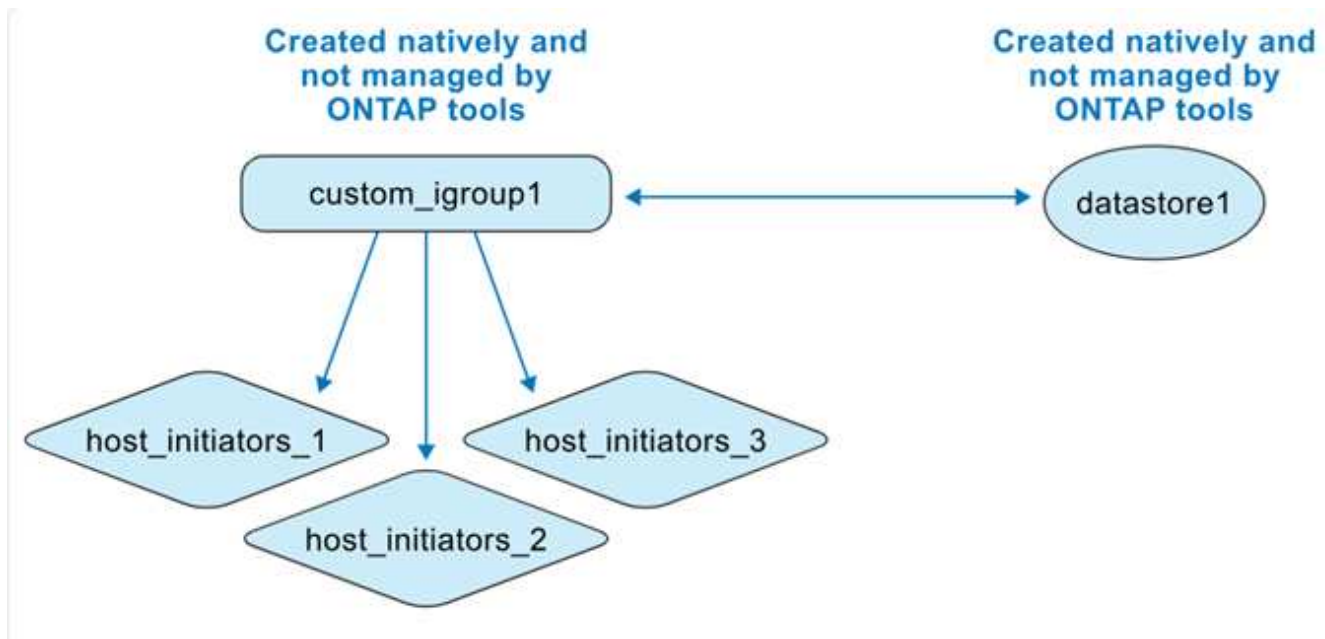 Created natively and
not managed by
ONTAP tools
Created natively and
not managed by
ONTAP tools
custom_igroup1
datastore1
host_initiators_1
host_initiators_3
host_initiators_2